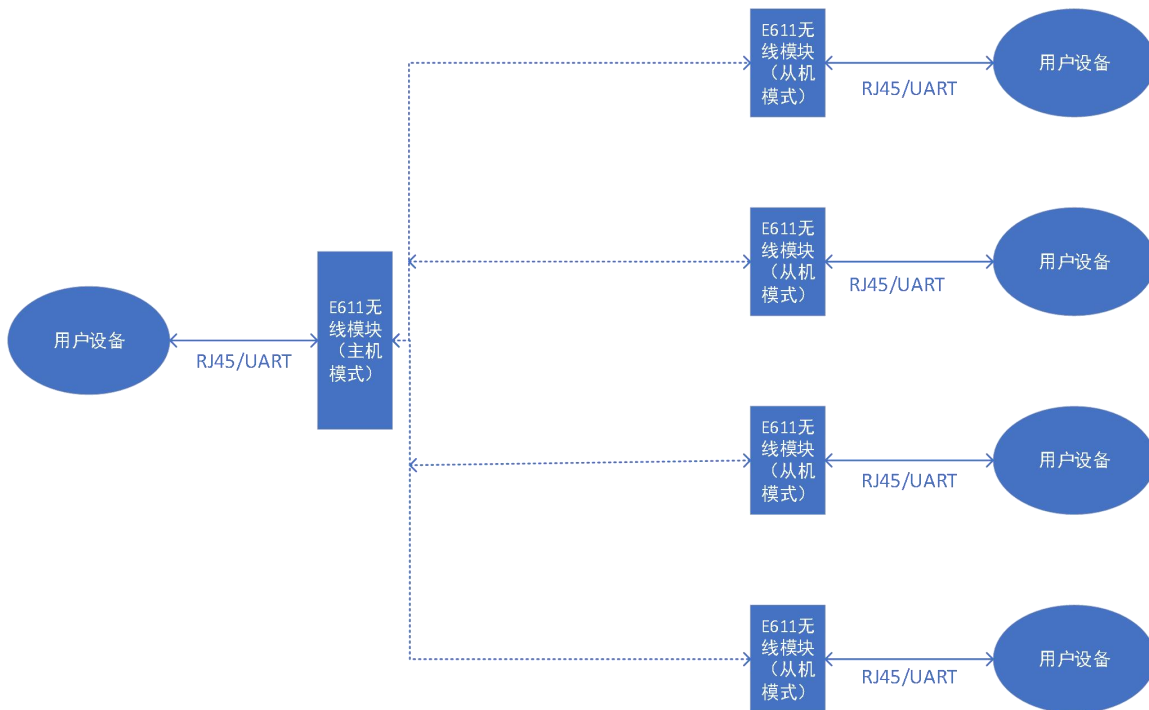 用户设备
RJ45/UART
E611无
线模块
（主机
模式）
E611无
线模块
（从机
模式）
RJ45/UART
用户设备
E611无
线模块
（从机
模式）
RJ45/UART
用户设备
E611无
线模块
（从机
模式）
RJ45/UART
用户设备
E611无
线模块
（从机
模式）
RJ45/UART
用户设备